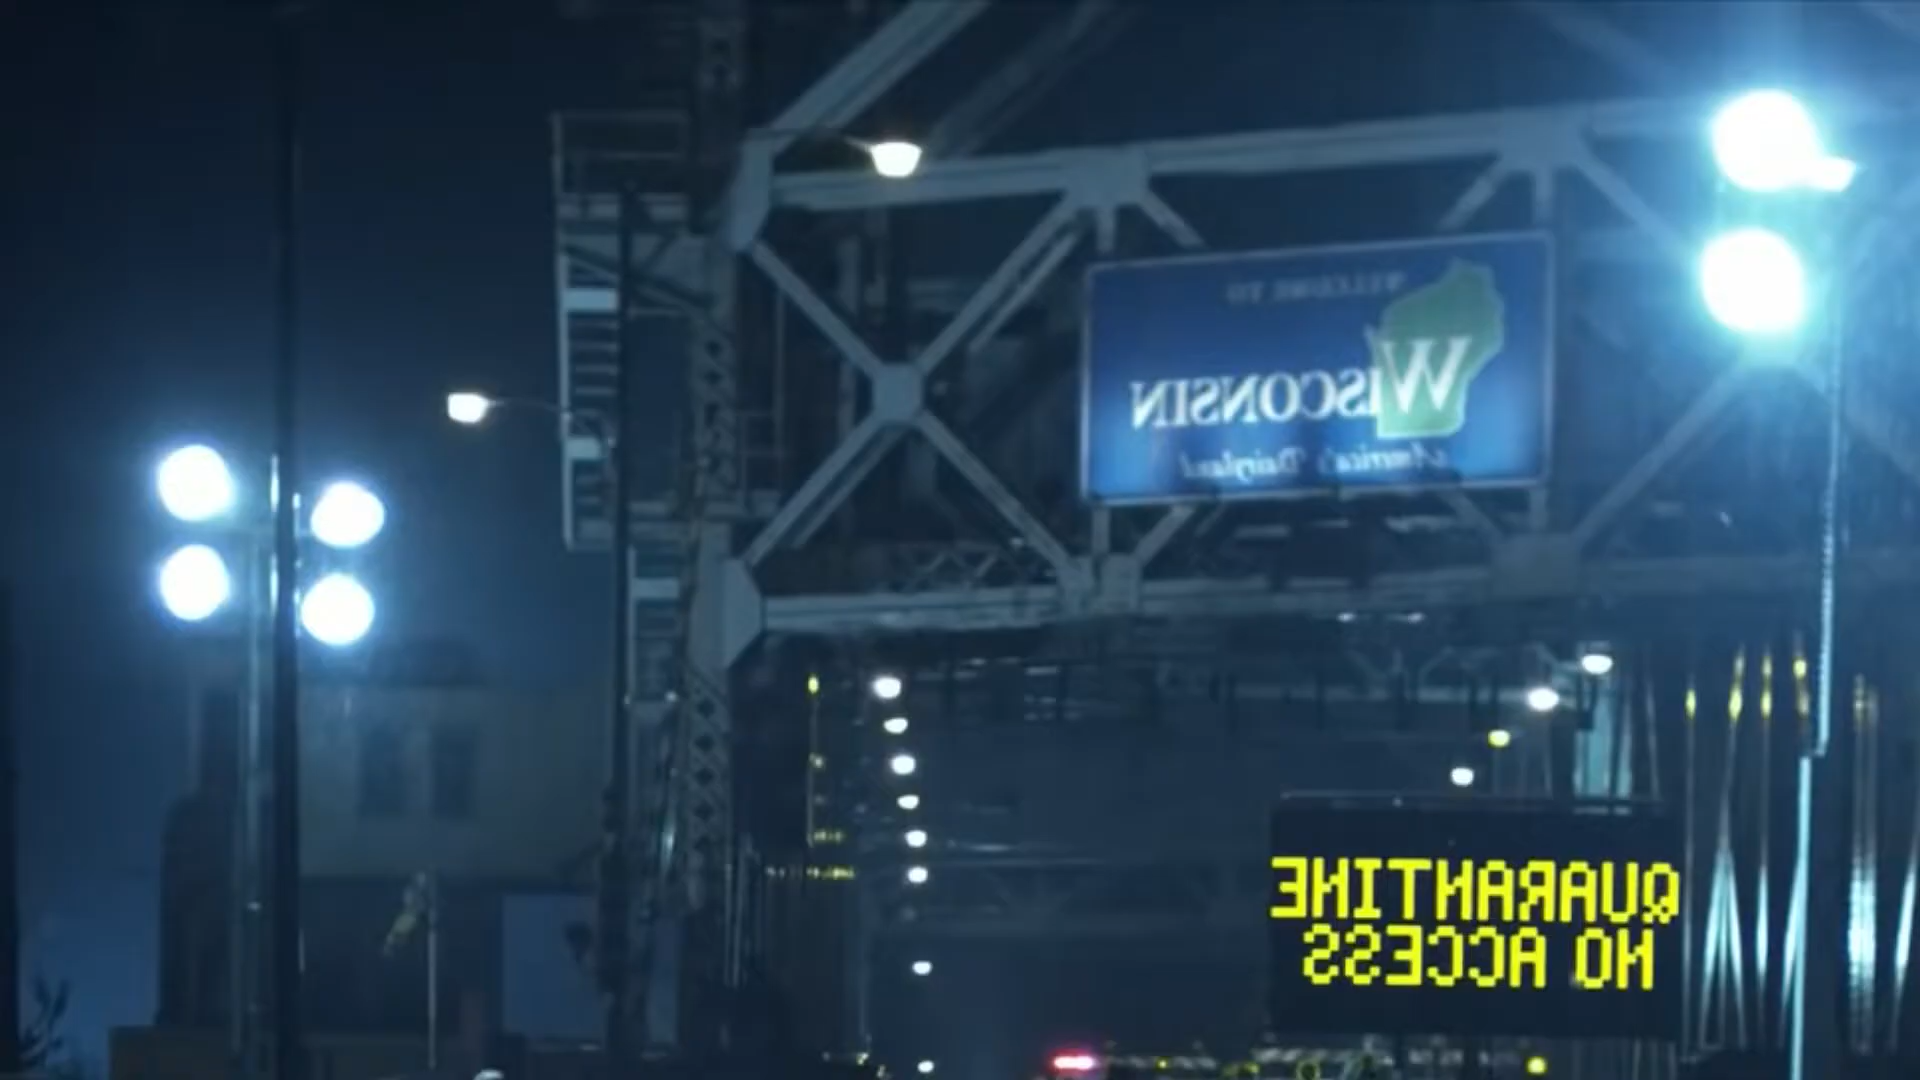 WELCOME TO
WISCONSIN
America's Dairyland
QUARANTINE
NO ACCESS